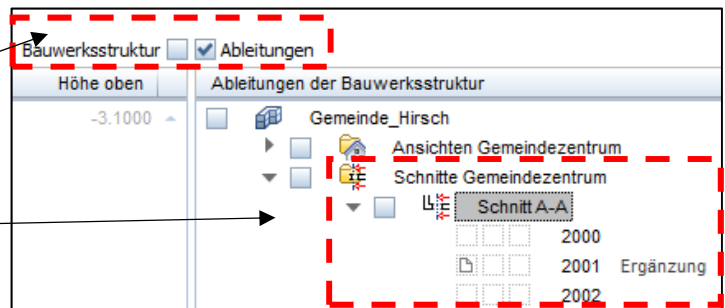 Bauwerksstruktur Ableitungen
Höhe oben Ableitungen der Bauwerksstruktur
-3.1000 Gemeinde_Hirsch
Ansichten Gemeindezentrum
Schnitte Gemeindezentrum
Schnitt A-A
2000
2001 Ergänzung
2002